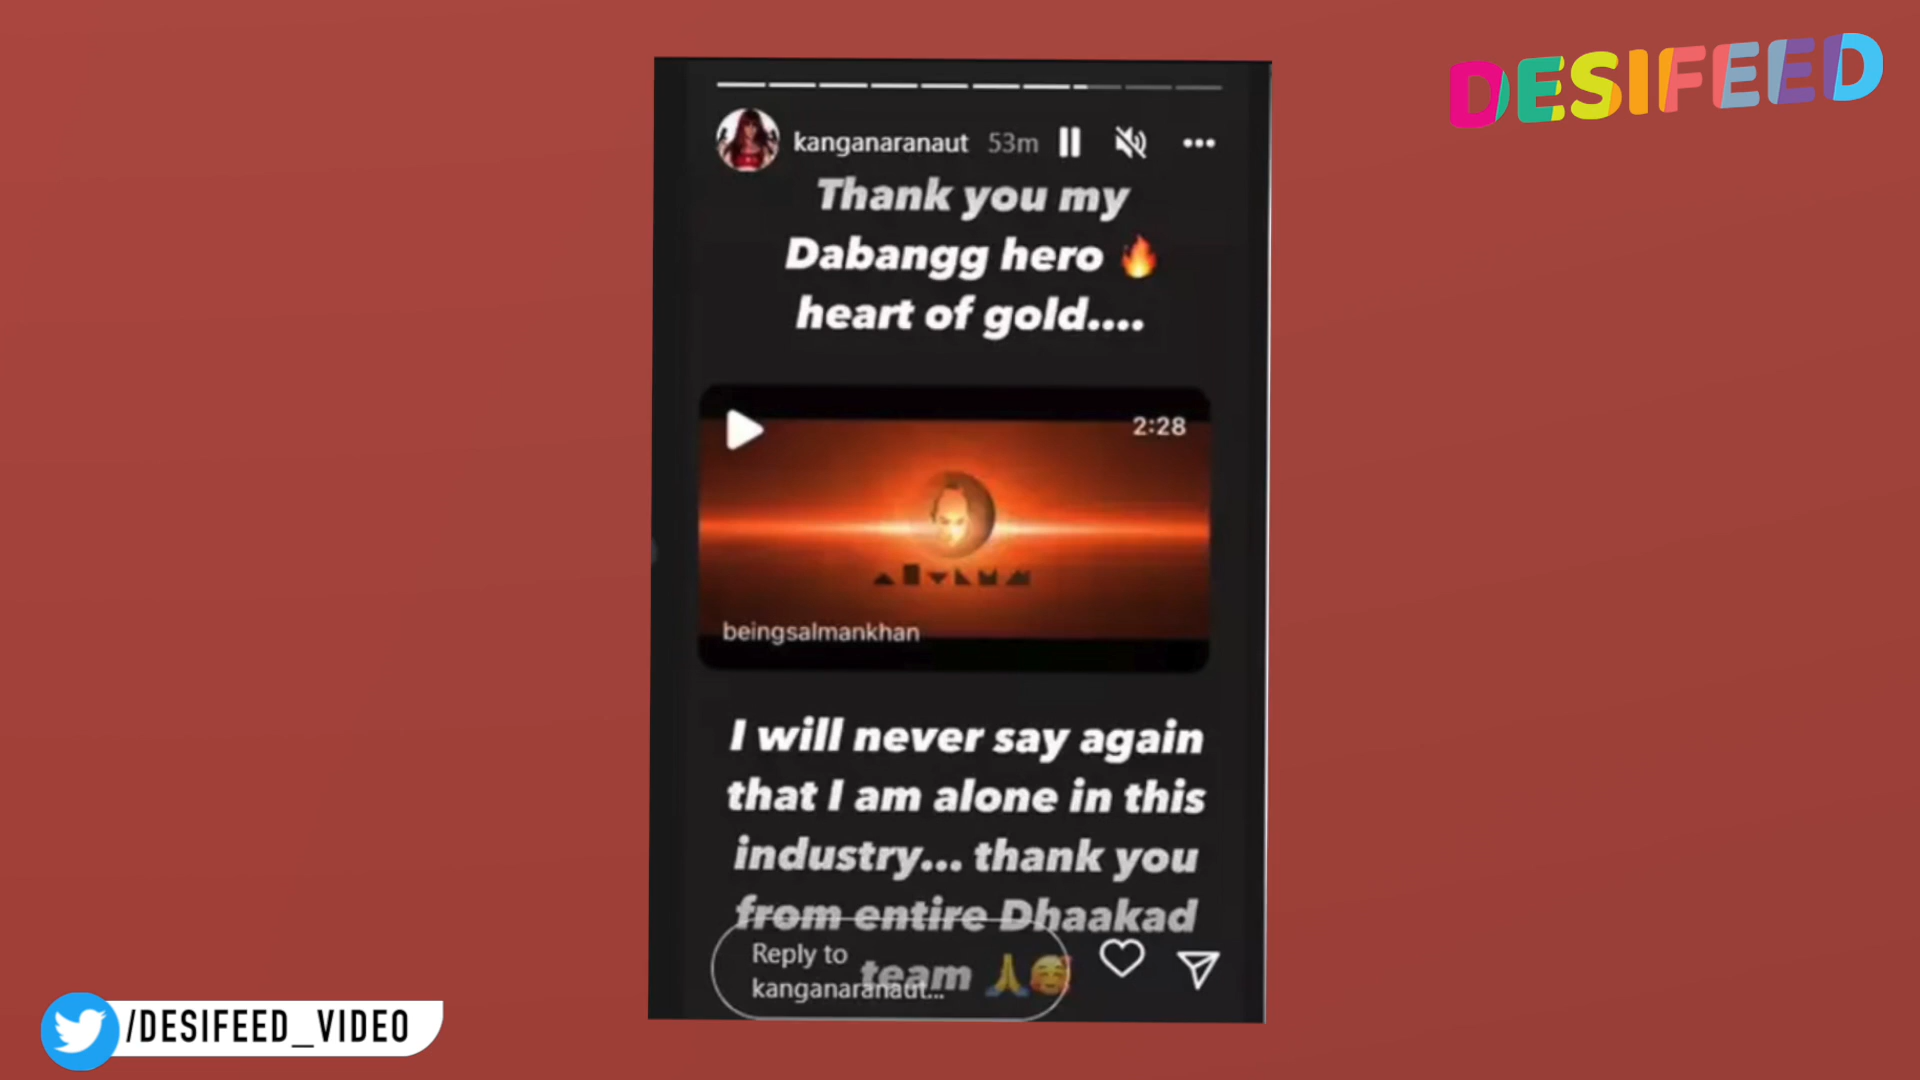 DESIFEED
kanganaranaut 53m
Thank you my
Dabangg hero 🔥
heart of gold....
2:28
beingsalmankhan
I will never say again
that I am alone in this
industry... thank you
from entire Dhaakad
team 🙏🥰
Reply to
kanganaranaut...
/DESIFEED_VIDEO